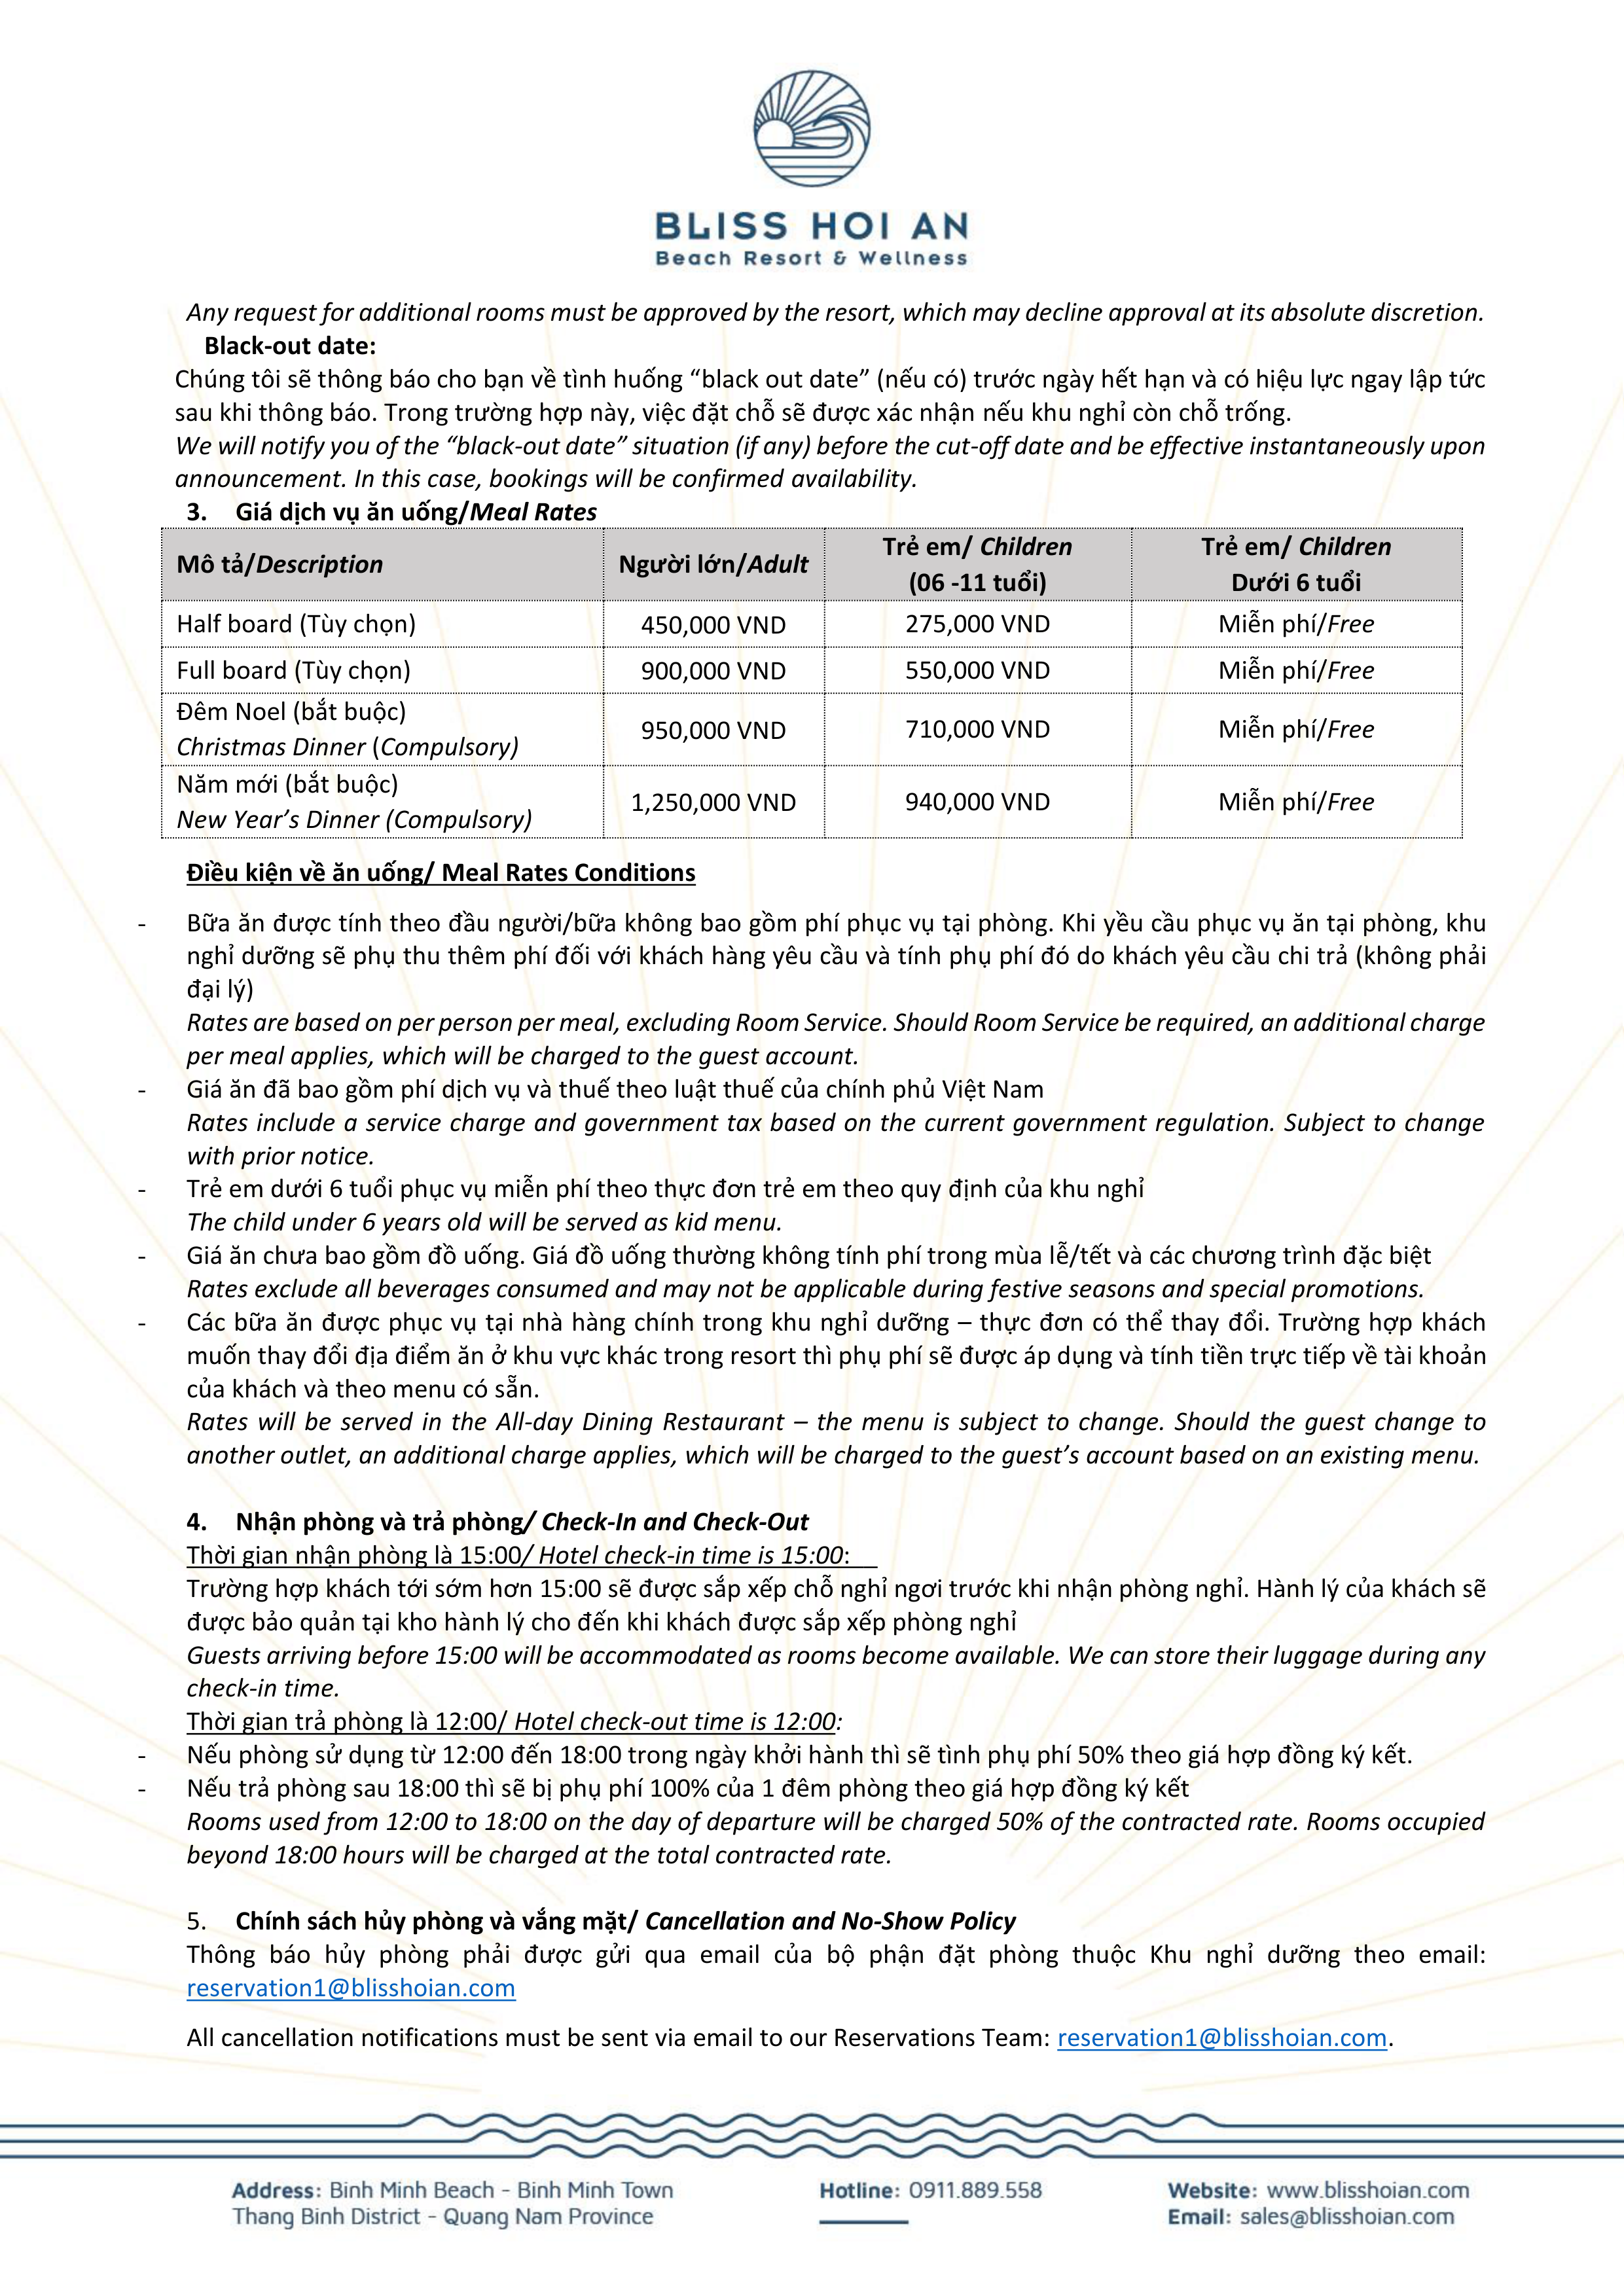 BLISS HOI AN
Beach Resort & Wellness
Any request for additional rooms must be approved by the resort, which may decline approval at its absolute discretion.
Black-out date:
Chúng tôi sẽ thông báo cho bạn về tình huống “black out date” (nếu có) trước ngày hết hạn và có hiệu lực ngay lập tức
sau khi thông báo. Trong trường hợp này, việc đặt chỗ sẽ được xác nhận nếu khu nghỉ còn chỗ trống.
We will notify you of the “black-out date” situation (if any) before the cut-off date and be effective instantaneously upon
announcement. In this case, bookings will be confirmed availability.
3. Giá dịch vụ ăn uống/Meal Rates
Mô tả/Description Người lớn/Adult Trẻ em/ Children (06 -11 tuổi) Trẻ em/ Children Dưới 6 tuổi
Half board (Tùy chọn) 450,000 VND 275,000 VND Miễn phí/Free
Full board (Tùy chọn) 900,000 VND 550,000 VND Miễn phí/Free
Đêm Noel (bắt buộc)
Christmas Dinner (Compulsory) 950,000 VND 710,000 VND Miễn phí/Free
Năm mới (bắt buộc)
New Year’s Dinner (Compulsory) 1,250,000 VND 940,000 VND Miễn phí/Free
Điều kiện về ăn uống/ Meal Rates Conditions
- Bữa ăn được tính theo đầu người/bữa không bao gồm phí phục vụ tại phòng. Khi yều cầu phục vụ ăn tại phòng, khu
nghỉ dưỡng sẽ phụ thu thêm phí đối với khách hàng yêu cầu và tính phụ phí đó do khách yêu cầu chi trả (không phải
đại lý)
Rates are based on per person per meal, excluding Room Service. Should Room Service be required, an additional charge
per meal applies, which will be charged to the guest account.
- Giá ăn đã bao gồm phí dịch vụ và thuế theo luật thuế của chính phủ Việt Nam
Rates include a service charge and government tax based on the current government regulation. Subject to change
with prior notice.
- Trẻ em dưới 6 tuổi phục vụ miễn phí theo thực đơn trẻ em theo quy định của khu nghỉ
The child under 6 years old will be served as kid menu.
- Giá ăn chưa bao gồm đồ uống. Giá đồ uống thường không tính phí trong mùa lễ/tết và các chương trình đặc biệt
Rates exclude all beverages consumed and may not be applicable during festive seasons and special promotions.
- Các bữa ăn được phục vụ tại nhà hàng chính trong khu nghỉ dưỡng – thực đơn có thể thay đổi. Trường hợp khách
muốn thay đổi địa điểm ăn ở khu vực khác trong resort thì phụ phí sẽ được áp dụng và tính tiền trực tiếp về tài khoản
của khách và theo menu có sẵn.
Rates will be served in the All-day Dining Restaurant – the menu is subject to change. Should the guest change to
another outlet, an additional charge applies, which will be charged to the guest’s account based on an existing menu.
4. Nhận phòng và trả phòng/ Check-In and Check-Out
Thời gian nhận phòng là 15:00/ Hotel check-in time is 15:00:
Trường hợp khách tới sớm hơn 15:00 sẽ được sắp xếp chỗ nghỉ ngơi trước khi nhận phòng nghỉ. Hành lý của khách sẽ
được bảo quản tại kho hành lý cho đến khi khách được sắp xếp phòng nghỉ
Guests arriving before 15:00 will be accommodated as rooms become available. We can store their luggage during any
check-in time.
Thời gian trả phòng là 12:00/ Hotel check-out time is 12:00:
- Nếu phòng sử dụng từ 12:00 đến 18:00 trong ngày khởi hành thì sẽ tình phụ phí 50% theo giá hợp đồng ký kết.
- Nếu trả phòng sau 18:00 thì sẽ bị phụ phí 100% của 1 đêm phòng theo giá hợp đồng ký kết
Rooms used from 12:00 to 18:00 on the day of departure will be charged 50% of the contracted rate. Rooms occupied
beyond 18:00 hours will be charged at the total contracted rate.
5. Chính sách hủy phòng và vắng mặt/ Cancellation and No-Show Policy
Thông báo hủy phòng phải được gửi qua email của bộ phận đặt phòng thuộc Khu nghỉ dưỡng theo email:
reservation1@blisshoian.com
All cancellation notifications must be sent via email to our Reservations Team: reservation1@blisshoian.com.
Address: Binh Minh Beach - Binh Minh Town Hotline: 0911.889.558 Website: www.blisshoian.com
Thang Binh District - Quang Nam Province Email: sales@blisshoian.com